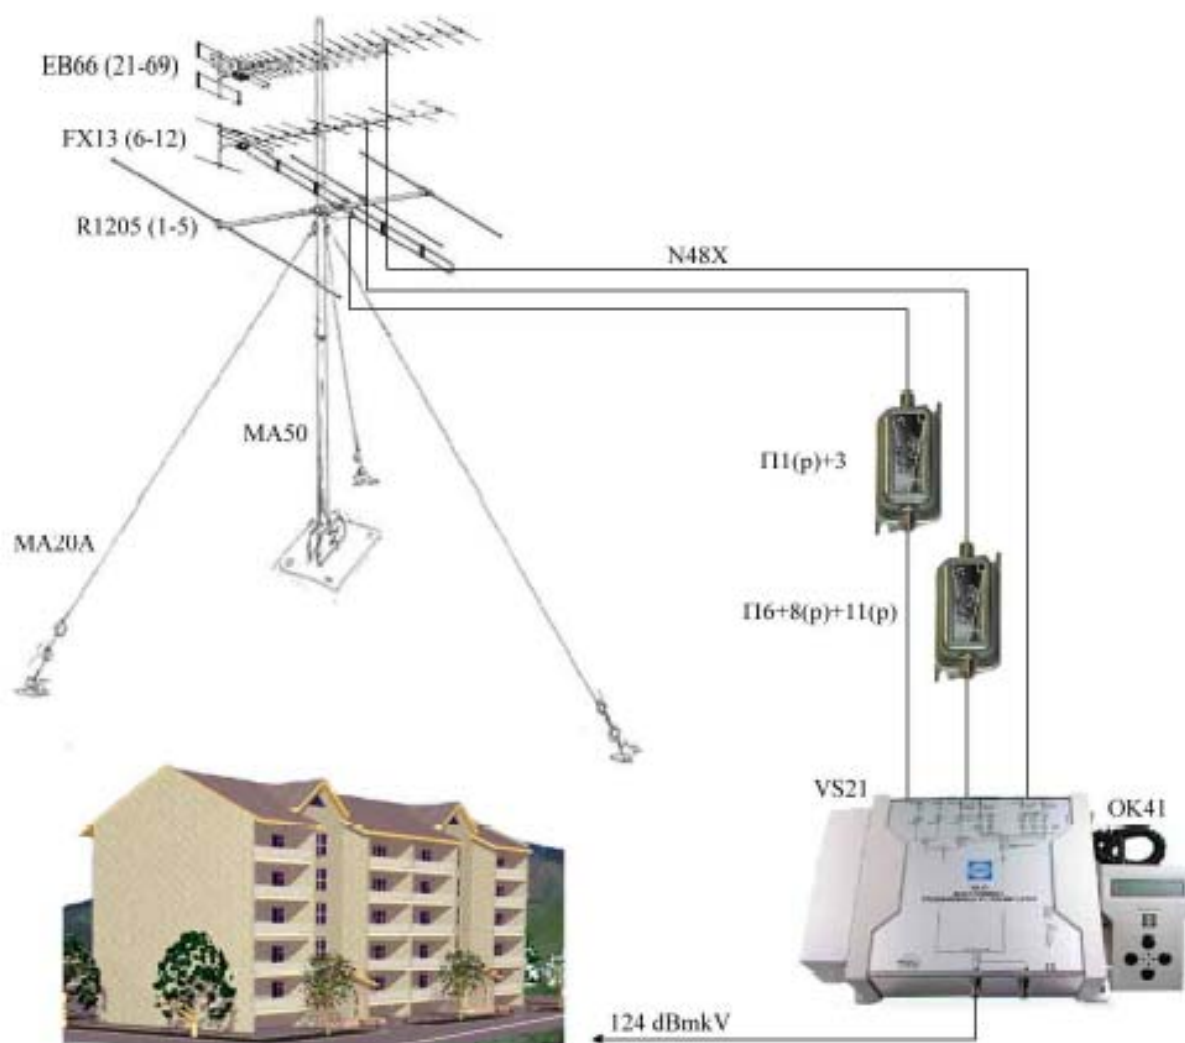 EB66 (21-69)
FX13 (6-12)
R1205 (1-5)
N48X
MA50
П1(р)+3
MA20A
П6+8(р)+11(р)
VS21
OK41
124 dBmkV